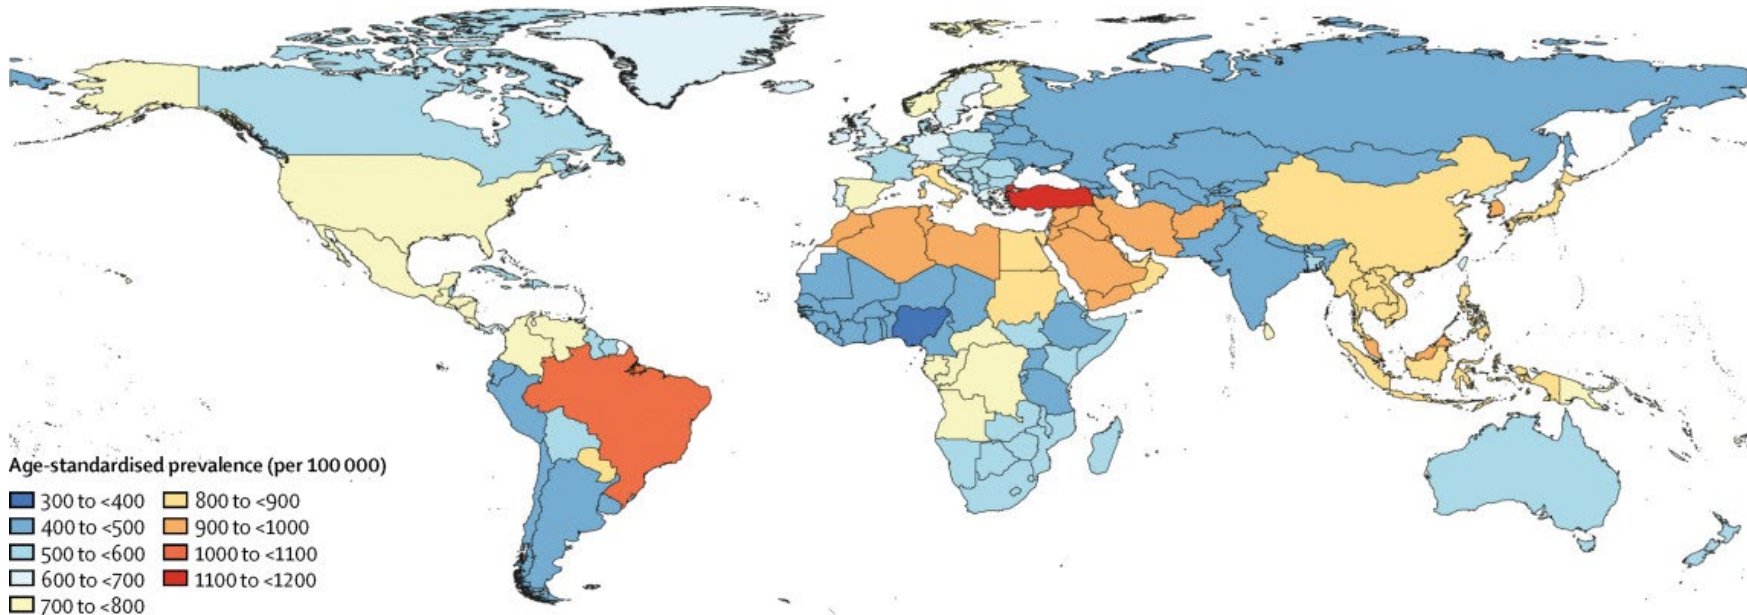 Age-standardised prevalence (per 100 000)
300 to <400
400 to <500
500 to <600
600 to <700
700 to <800
800 to <900
900 to <1000
1000 to <1100
1100 to <1200